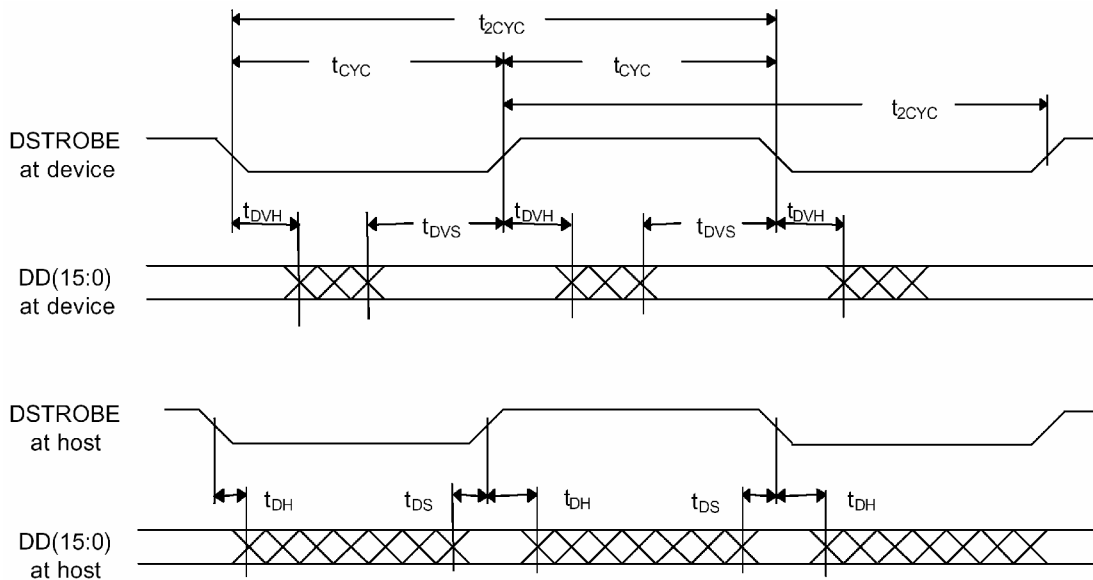 t2CYC
tCYC tCYC
t2CYC
DSTROBE
at device
tDVH tDVS tDVH tDVS tDVH
DD(15:0)
at device
DSTROBE
at host
tDH tDS tDH tDS tDH
DD(15:0)
at host